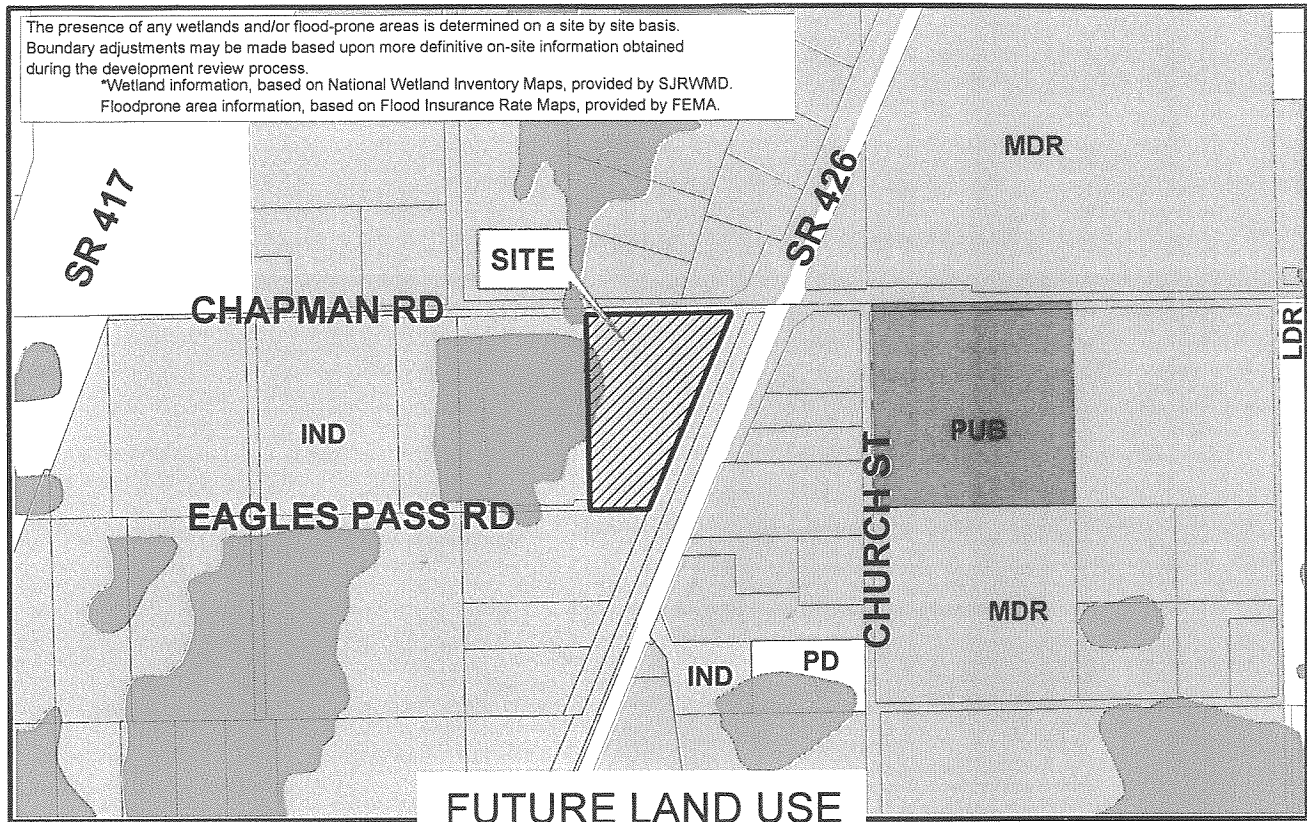 The presence of any wetlands and/or flood-prone areas is determined on a site by site basis.
Boundary adjustments may be made based upon more definitive on-site information obtained
during the development review process.
*Wetland information, based on National Wetland Inventory Maps, provided by SJRWMD.
Floodprone area information, based on Flood Insurance Rate Maps, provided by FEMA.
MDR
SR 417
SR 426
SITE
CHAPMAN RD
LDR
IND
PUB
EAGLES PASS RD
CHURCH ST
MDR
IND
PD
FUTURE LAND USE